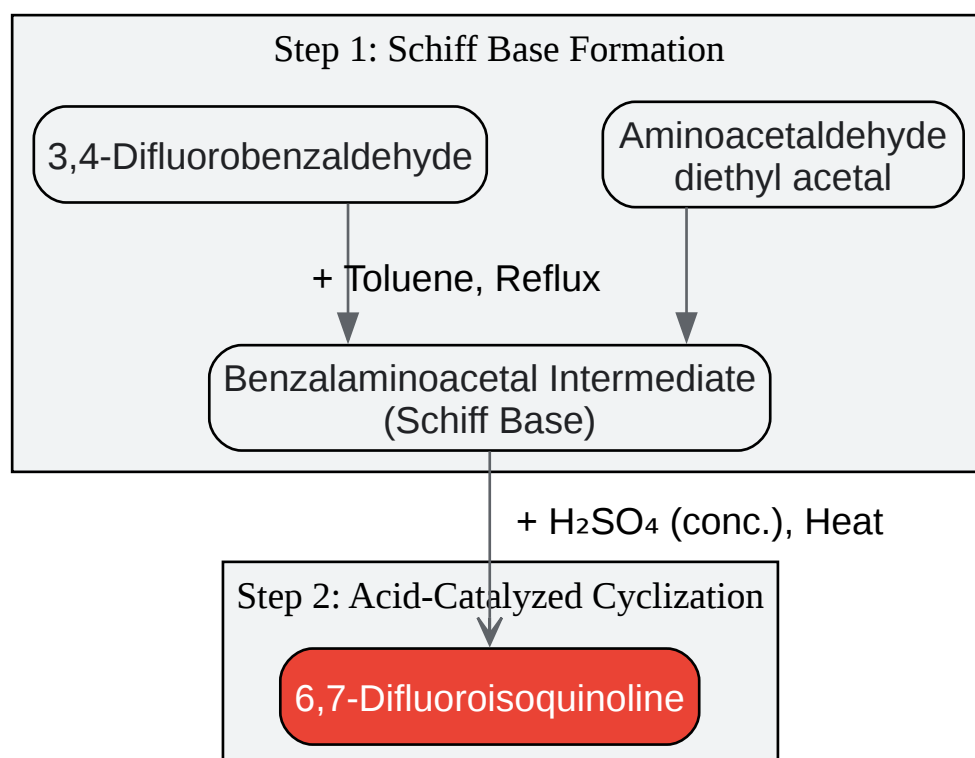 Step 1: Schiff Base Formation
3,4-Difluorobenzaldehyde
Aminoacetaldehyde
diethyl acetal
+ Toluene, Reflux
Benzalaminoacetal Intermediate
(Schiff Base)
+ H₂SO₄ (conc.), Heat
Step 2: Acid-Catalyzed Cyclization
6,7-Difluoroisoquinoline